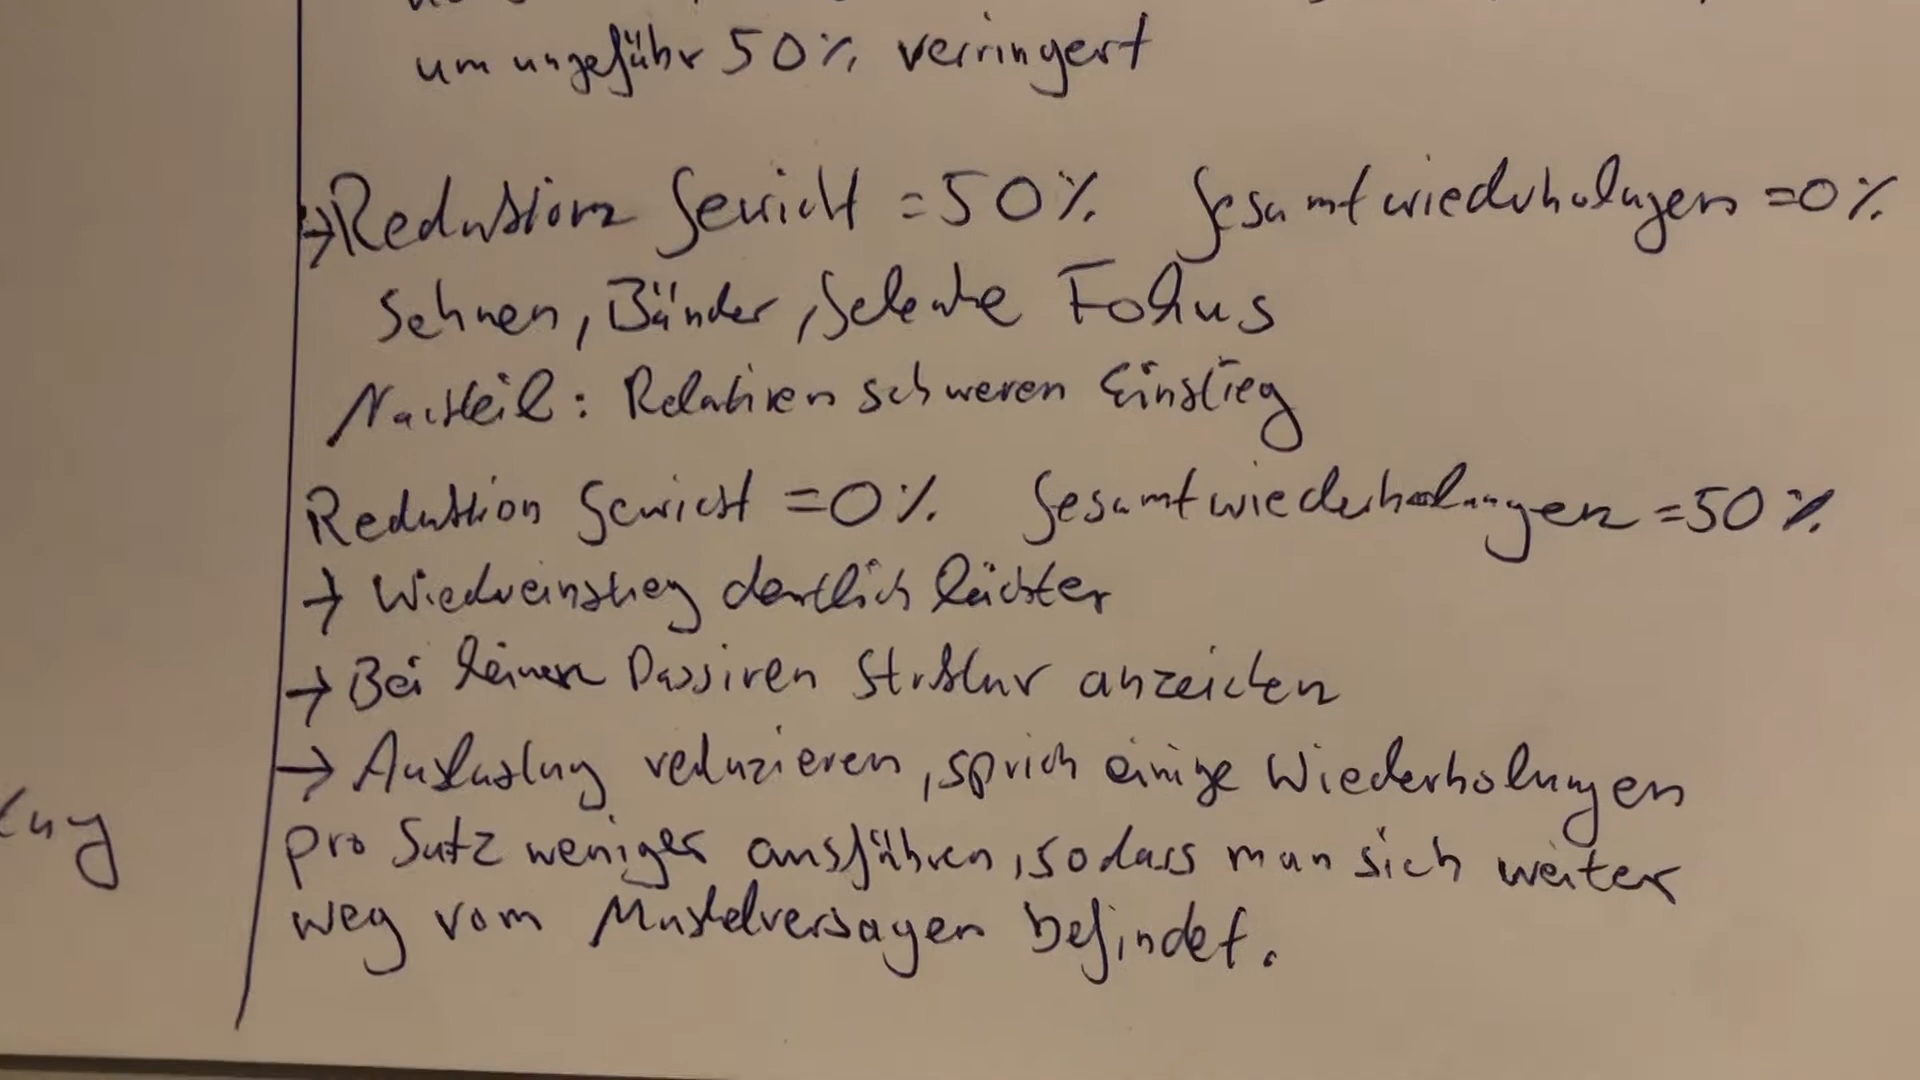 um ungefähr 50% verringert
→ Reduktion Gewicht = 50% Gesamtwiederholungen = 0%
Sehnen, Bänder, Gelenke Fokus
Nachteil: Relativen schweren Einstieg
Reduktion Gewicht = 0% Gesamtwiederholungen = 50%
→ Wiedereinstieg deutlich leichter
→ Bei keinen Passiven Struktur anzeichen
→ Auslastung reduzieren, sprich einige Wiederholungen
pro Satz weniger ausführen, sodass man sich weiter
weg vom Muskelversagen befindet.